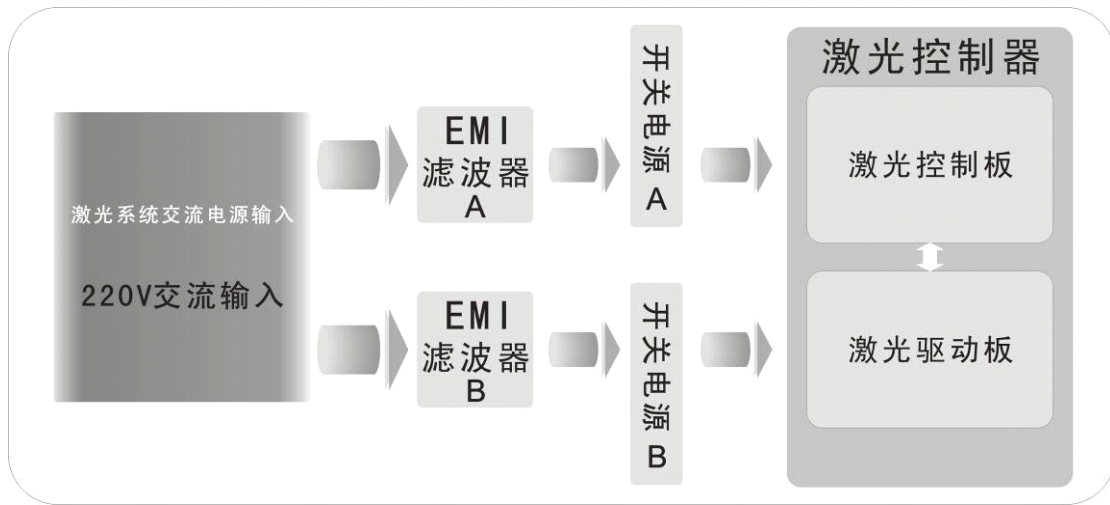 激光系统交流电源输入
220V交流输入
EMI
滤波器
A
开关电源 A
EMI
滤波器
B
开关电源 B
激光控制器
激光控制板
激光驱动板